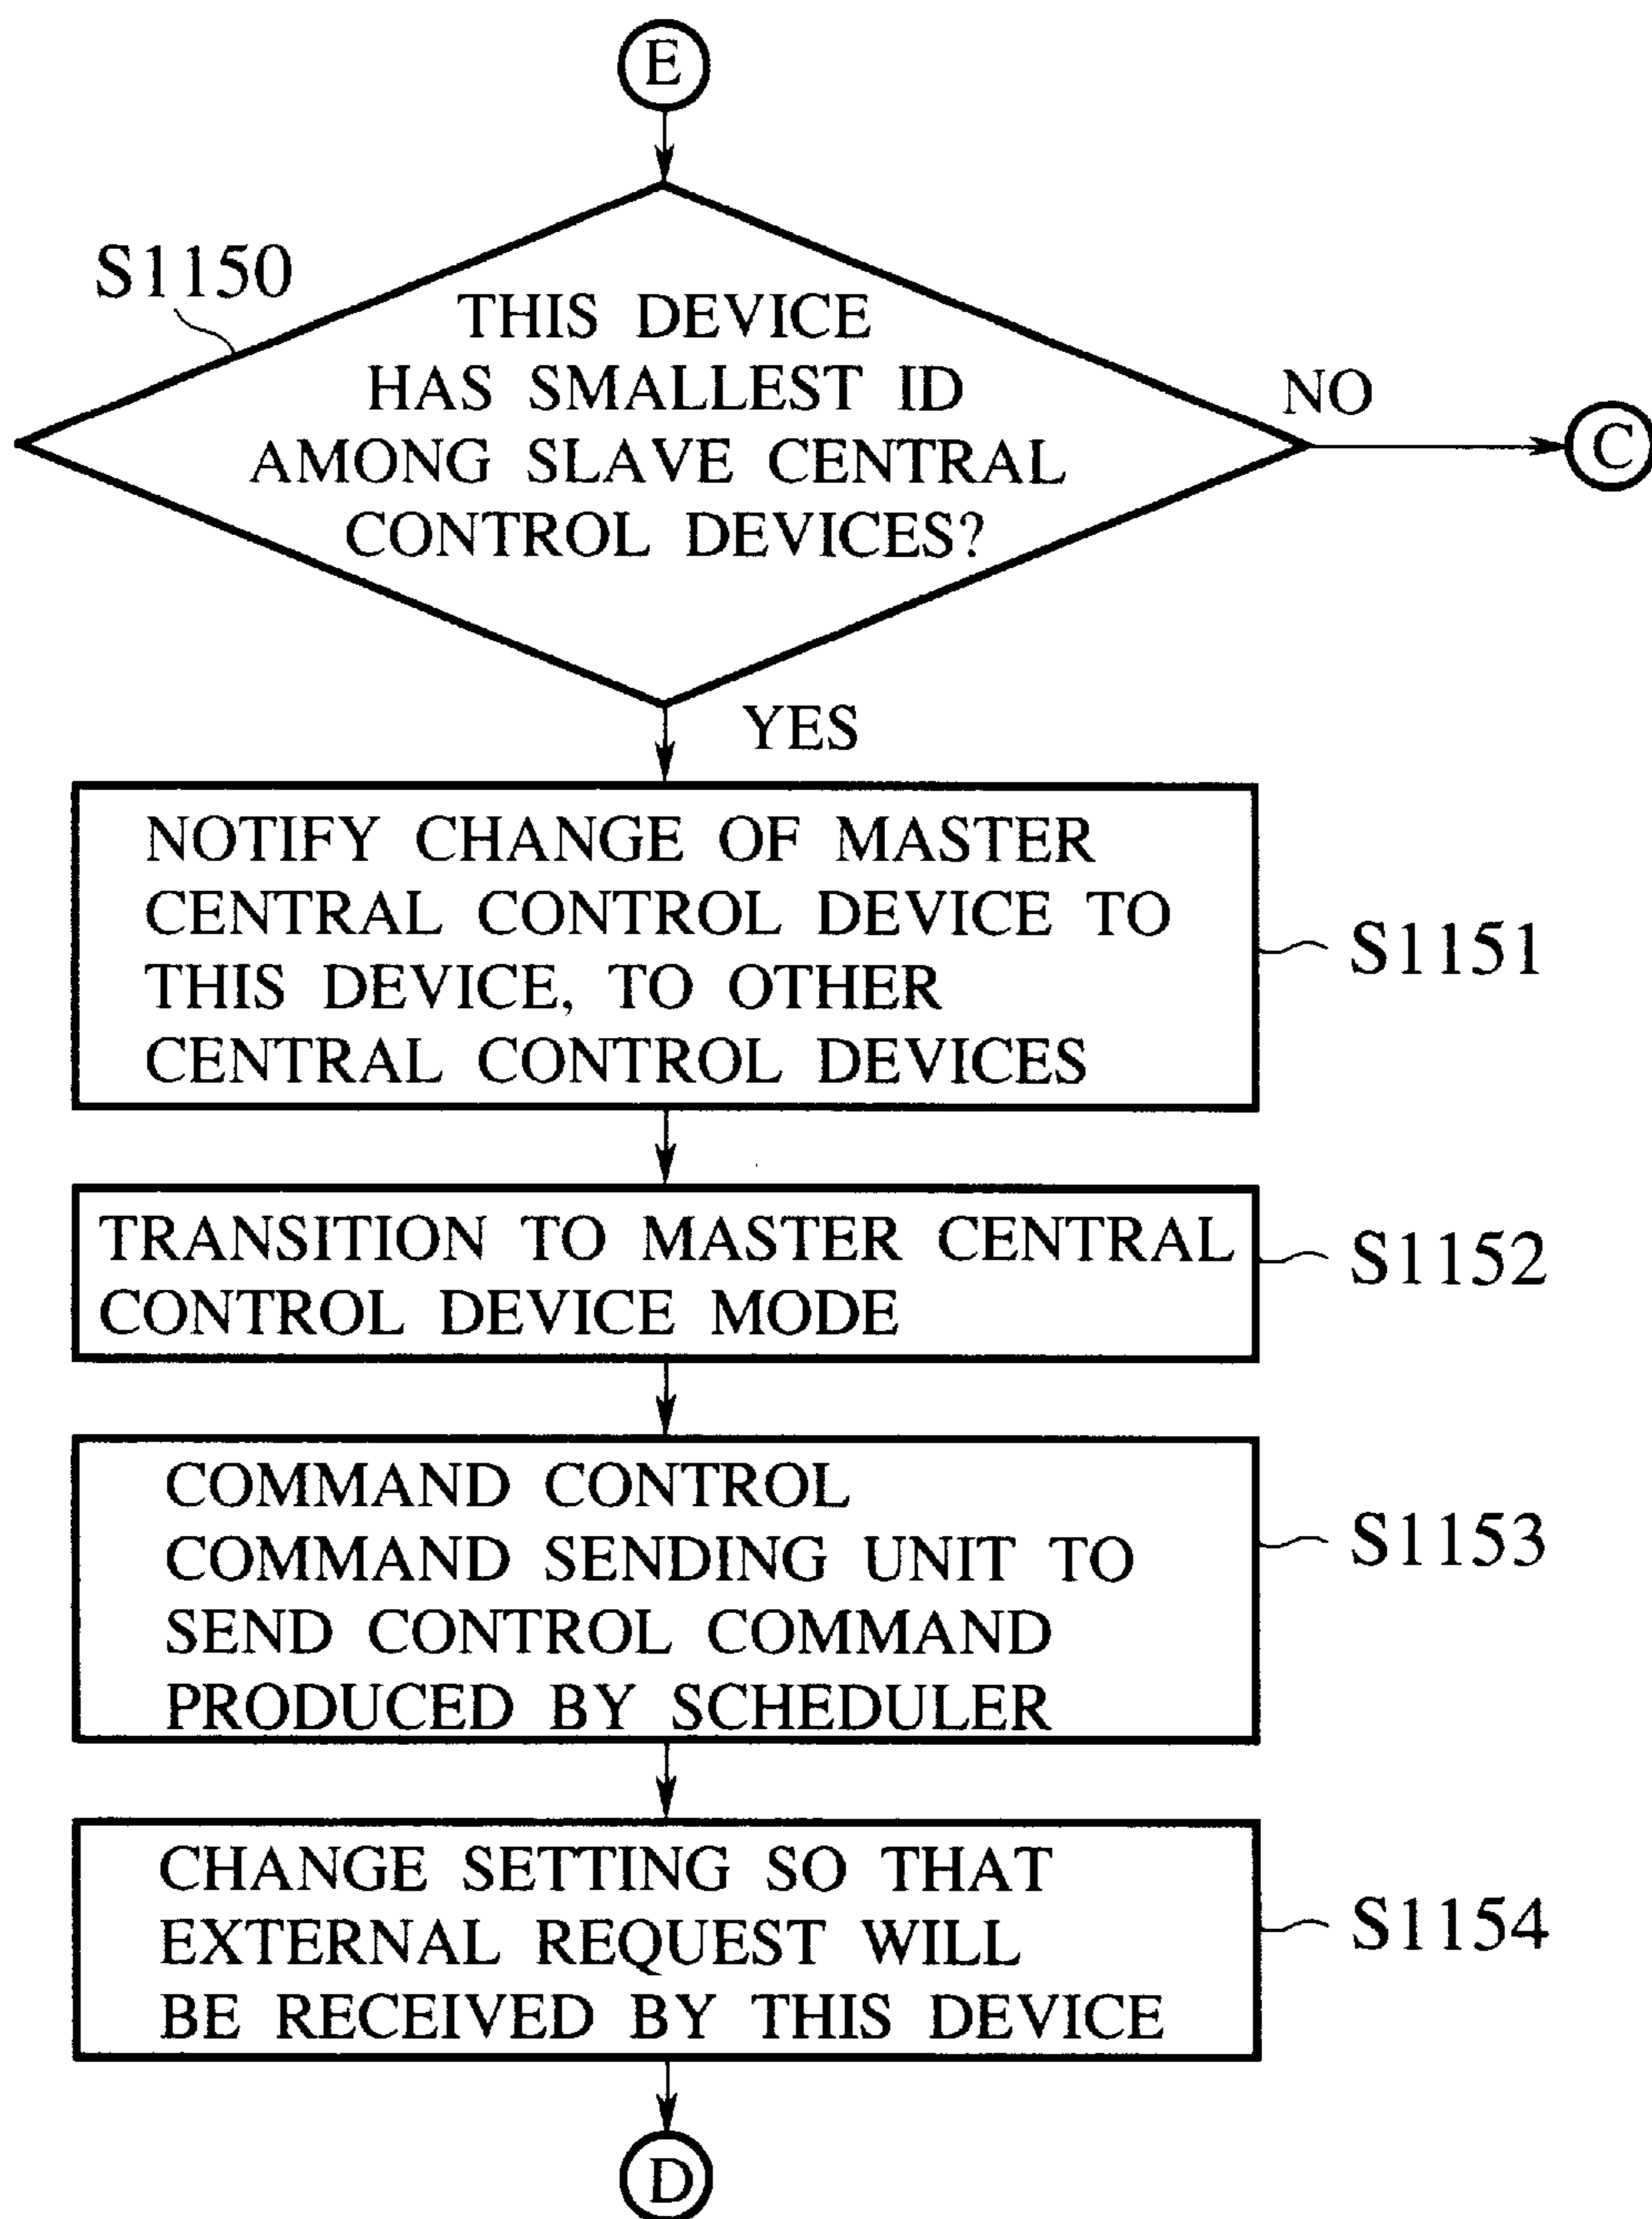 E
S1150
THIS DEVICE
HAS SMALLEST ID
AMONG SLAVE CENTRAL
CONTROL DEVICES?
NO
C
YES
NOTIFY CHANGE OF MASTER
CENTRAL CONTROL DEVICE TO
THIS DEVICE, TO OTHER
CENTRAL CONTROL DEVICES
S1151
TRANSITION TO MASTER CENTRAL
CONTROL DEVICE MODE
S1152
COMMAND CONTROL
COMMAND SENDING UNIT TO
SEND CONTROL COMMAND
PRODUCED BY SCHEDULER
S1153
CHANGE SETTING SO THAT
EXTERNAL REQUEST WILL
BE RECEIVED BY THIS DEVICE
S1154
D